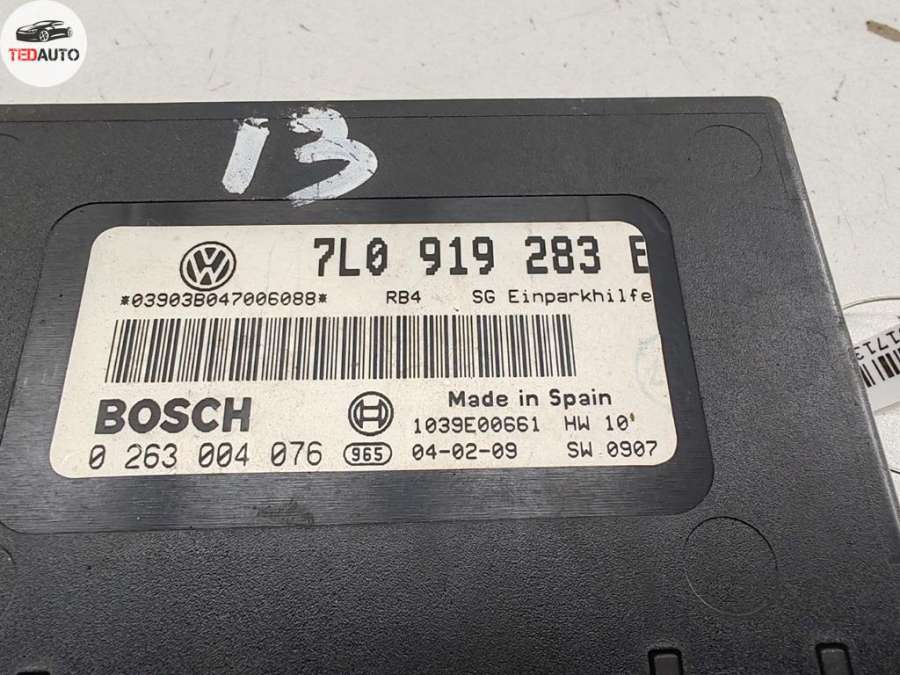 TEDAUTO
13
7L0 919 283 E
*03903B047006088* RB4 SG Einparkhilfe
BOSCH
Made in Spain
1039E00661 HW 10
0 263 004 076 965 04-02-09 SW 0907